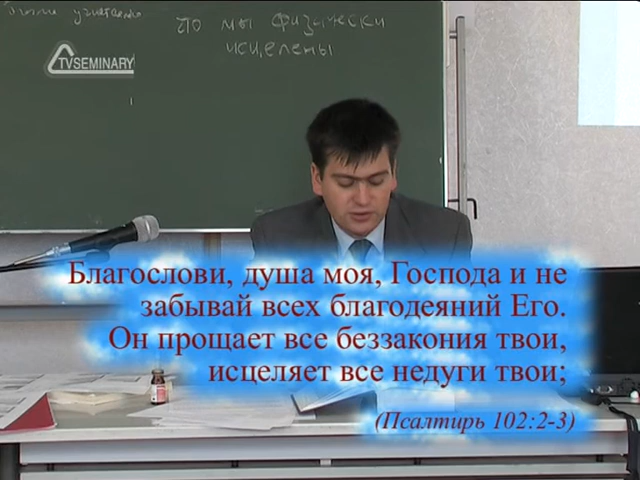 что мы физически
исцелены
TVSEMINARY
Благослови, душа моя, Господа и не
забывай всех благодеяний Его.
Он прощает все беззакония твои,
исцеляет все недуги твои;
(Псалтирь 102:2-3)